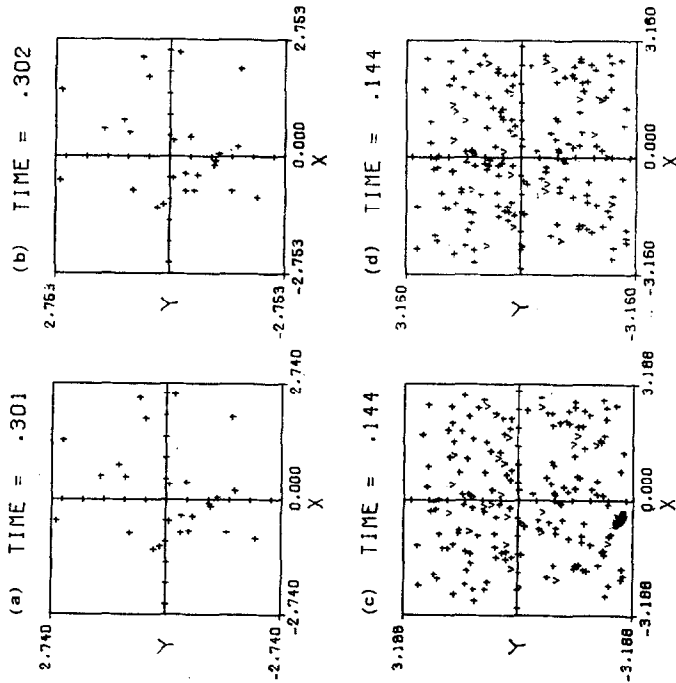 (a) TIME = .301
2.740
Y
-2.740
-2.740 0.000 2.740
X
(b) TIME = .302
2.753
Y
-2.753
-2.753 0.000 2.753
X
(c) TIME = .144
3.188
Y
-3.188
-3.188 0.000 3.188
X
(d) TIME = .144
3.160
Y
-3.160
-3.160 0.000 3.160
X